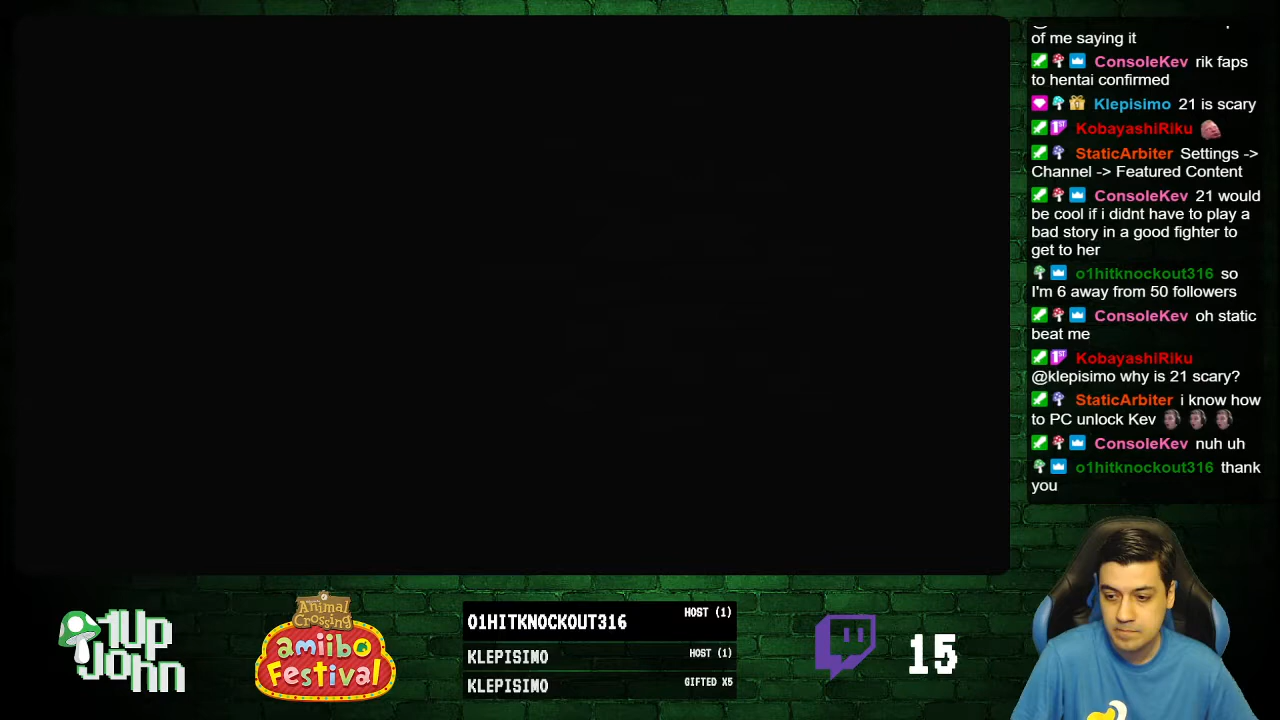 of me saying it
ConsoleKev rik faps
to hentai confirmed
Klepisimo 21 is scary
KobayashiRiku
StaticArbiter Settings ->
Channel -> Featured Content
ConsoleKev 21 would
be cool if i didnt have to play a
bad story in a good fighter to
get to her
o1hitknockout316 so
I'm 6 away from 50 followers
ConsoleKev oh static
beat me
KobayashiRiku
@klepisimo why is 21 scary?
StaticArbiter i know how
to PC unlock Kev
ConsoleKev nuh uh
o1hitknockout316 thank
you
1Up
John
Animal
Crossing
amiibo
Festival
01HITKNOCKOUT316 HOST (1)
KLEPISIMO HOST (1)
KLEPISIMO GIFTED X5
15